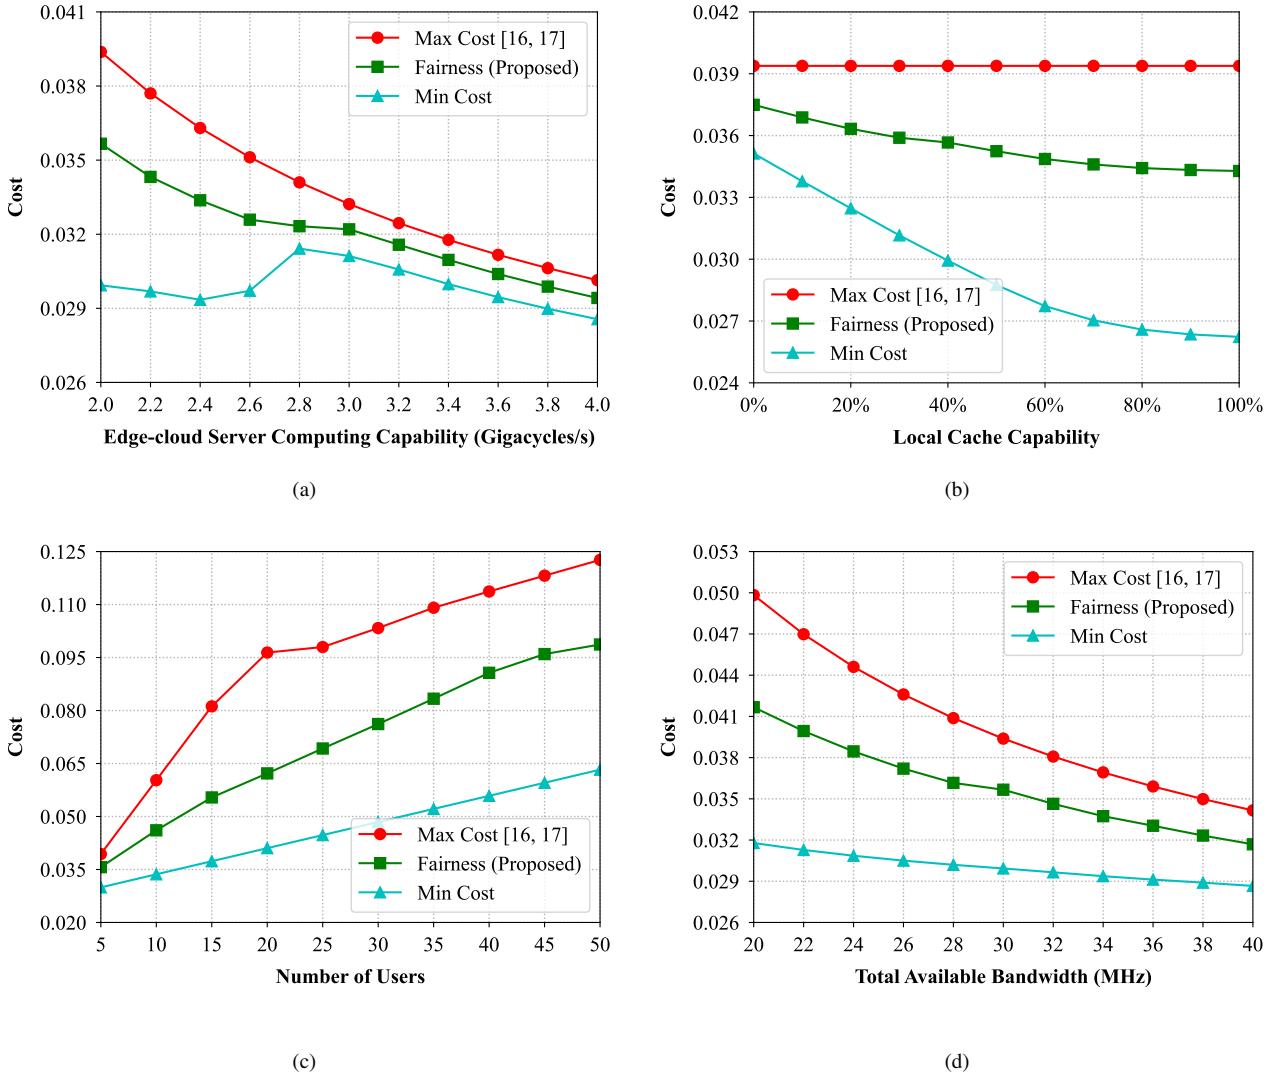 0.041
0.038
0.035
0.032
0.029
0.026
Cost
Max Cost [16, 17]
Fairness (Proposed)
Min Cost
2.0 2.2 2.4 2.6 2.8 3.0 3.2 3.4 3.6 3.8 4.0
Edge-cloud Server Computing Capability (Gigacycles/s)
(a)
0.042
0.039
0.036
0.033
0.030
0.027
0.024
Cost
Max Cost [16, 17]
Fairness (Proposed)
Min Cost
0% 20% 40% 60% 80% 100%
Local Cache Capability
(b)
0.125
0.110
0.095
0.080
0.065
0.050
0.035
0.020
Cost
Max Cost [16, 17]
Fairness (Proposed)
Min Cost
5 10 15 20 25 30 35 40 45 50
Number of Users
(c)
0.053
0.050
0.047
0.044
0.041
0.038
0.035
0.032
0.029
0.026
Cost
Max Cost [16, 17]
Fairness (Proposed)
Min Cost
20 22 24 26 28 30 32 34 36 38 40
Total Available Bandwidth (MHz)
(d)